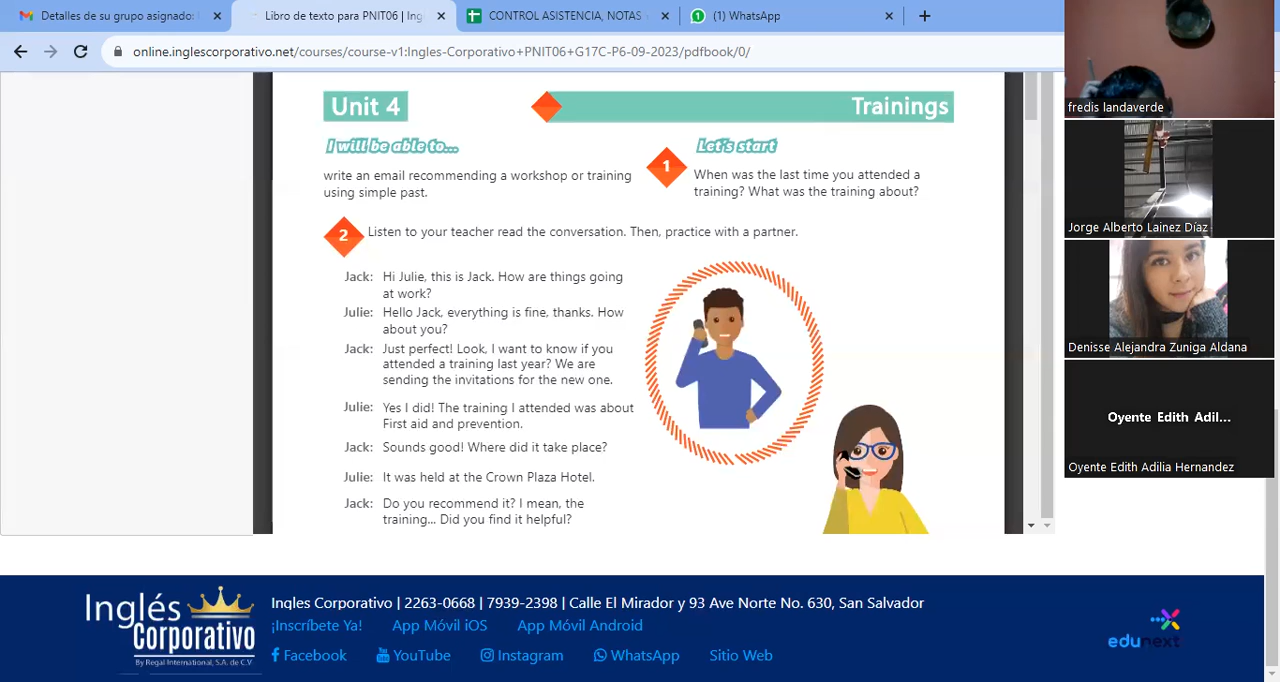 Detalles de su grupo asignado:
Libro de texto para PNIT06 | Ing
CONTROL ASISTENCIA, NOTAS
(1) WhatsApp
online.inglescorporativo.net/courses/course-v1:Ingles-Corporativo+PNIT06+G17C-P6-09-2023/pdfbook/0/
Unit 4
Trainings
I will be able to...
write an email recommending a workshop or training
using simple past.
Let's start
1
When was the last time you attended a
training? What was the training about?
2
Listen to your teacher read the conversation. Then, practice with a partner.
Jack: Hi Julie, this is Jack. How are things going
at work?
Julie: Hello Jack, everything is fine, thanks. How
about you?
Jack: Just perfect! Look, I want to know if you
attended a training last year? We are
sending the invitations for the new one.
Julie: Yes I did! The training I attended was about
First aid and prevention.
Jack: Sounds good! Where did it take place?
Julie: It was held at the Crown Plaza Hotel.
Jack: Do you recommend it? I mean, the
training... Did you find it helpful?
fredis landaverde
Jorge Alberto Lainez Díaz
Denisse Alejandra Zuniga Aldana
Oyente Edith Adil...
Oyente Edith Adilia Hernandez
Inglés
Corporativo
By Regal International, S.A. de C.V
Ingles Corporativo | 2263-0668 | 7939-2398 | Calle El Mirador y 93 Ave Norte No. 630, San Salvador
¡Inscríbete Ya! App Móvil iOS App Móvil Android
Facebook YouTube Instagram WhatsApp Sitio Web
edunext